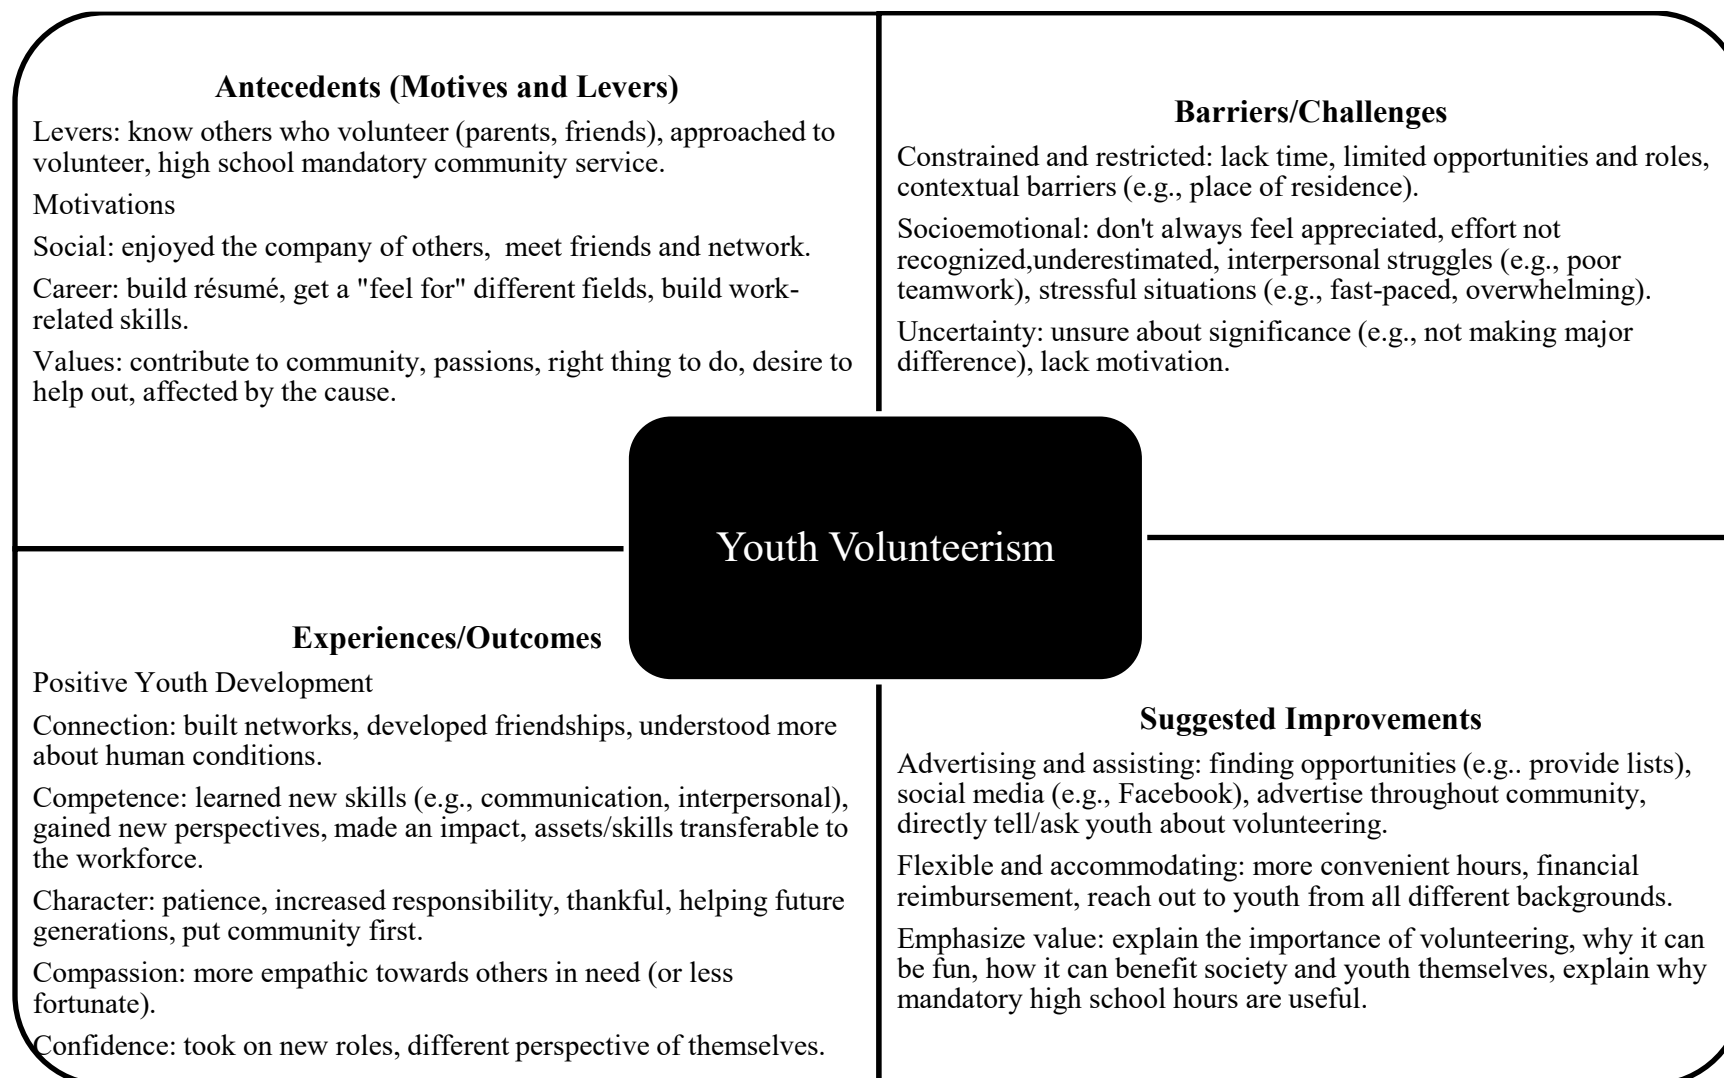 Antecedents (Motives and Levers)
Levers: know others who volunteer (parents, friends), approached to
volunteer, high school mandatory community service.
Motivations
Social: enjoyed the company of others,  meet friends and network.
Career: build résumé, get a "feel for" different fields, build work-
related skills.
Values: contribute to community, passions, right thing to do, desire to
help out, affected by the cause.
Barriers/Challenges
Constrained and restricted: lack time, limited opportunities and roles,
contextual barriers (e.g., place of residence).
Socioemotional: don't always feel appreciated, effort not
recognized,underestimated, interpersonal struggles (e.g., poor
teamwork), stressful situations (e.g., fast-paced, overwhelming).
Uncertainty: unsure about significance (e.g., not making major
difference), lack motivation.
Youth Volunteerism
Experiences/Outcomes
Positive Youth Development
Connection: built networks, developed friendships, understood more
about human conditions.
Competence: learned new skills (e.g., communication, interpersonal),
gained new perspectives, made an impact, assets/skills transferable to
the workforce.
Character: patience, increased responsibility, thankful, helping future
generations, put community first.
Compassion: more empathic towards others in need (or less
fortunate).
Confidence: took on new roles, different perspective of themselves.
Suggested Improvements
Advertising and assisting: finding opportunities (e.g.. provide lists),
social media (e.g., Facebook), advertise throughout community,
directly tell/ask youth about volunteering.
Flexible and accommodating: more convenient hours, financial
reimbursement, reach out to youth from all different backgrounds.
Emphasize value: explain the importance of volunteering, why it can
be fun, how it can benefit society and youth themselves, explain why
mandatory high school hours are useful.